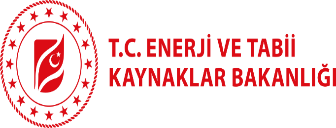 T.C. ENERJİ VE TABİİ
KAYNAKLAR BAKANLIĞI